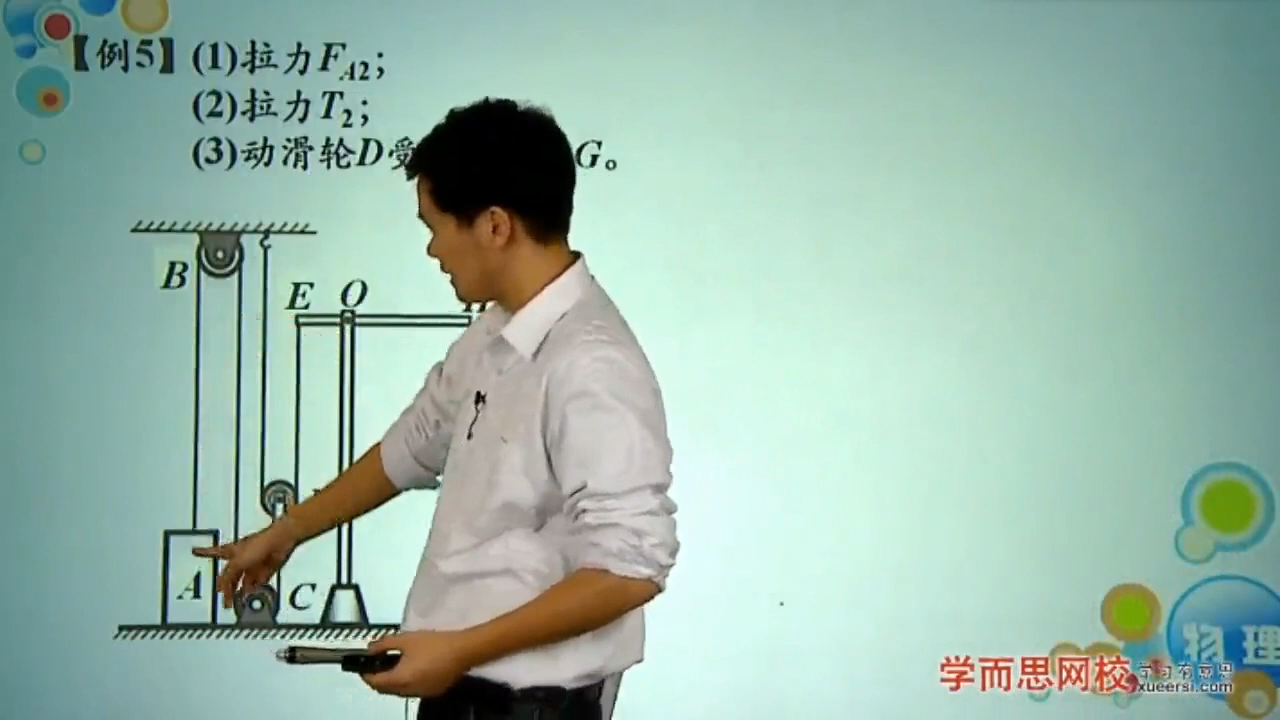 【例5】(1)拉力F_A2;
(2)拉力T₂;
(3)动滑轮D受 G。
B
E O
A C
物理
学而思网校
xueersi.com